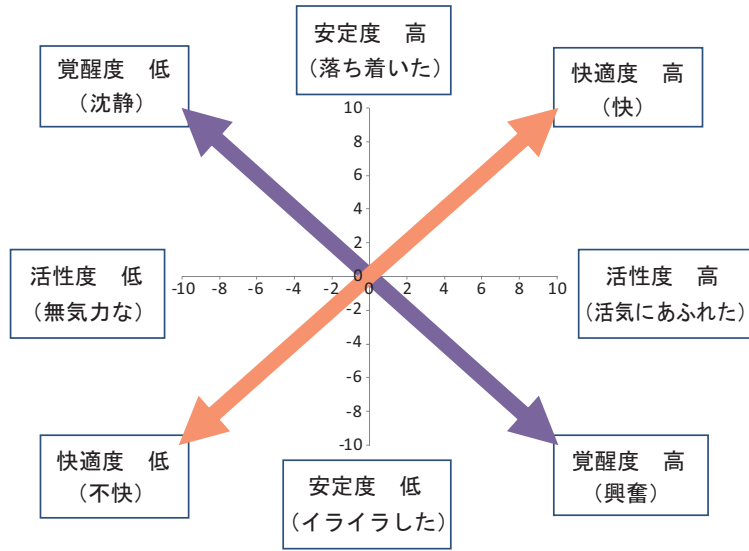 安定度　高
（落ち着いた）
覚醒度　低
（沈静）
快適度　高
（快）
10
8
6
4
2
0
-2
-4
-6
-8
-10
活性度　低
（無気力な）
-10 -8 -6 -4 -2 0 2 4 6 8 10
活性度　高
（活気にあふれた）
快適度　低
（不快）
安定度　低
（イライラした）
覚醒度　高
（興奮）